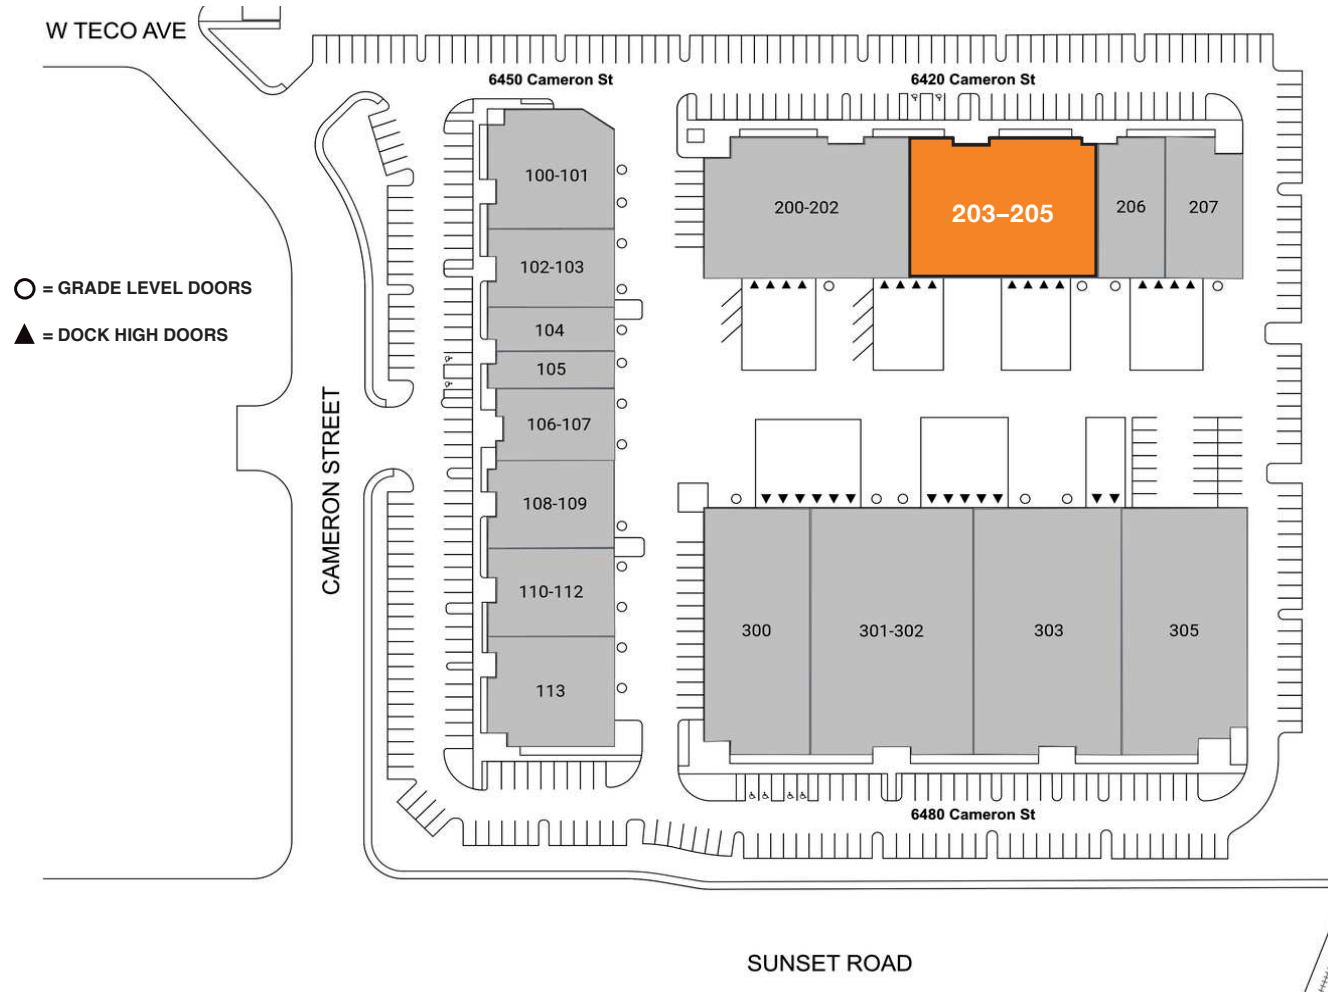 W TECO AVE
6450 Cameron St
6420 Cameron St
100-101
200-202
203–205
206
207
102-103
= GRADE LEVEL DOORS
104
= DOCK HIGH DOORS
105
106-107
CAMERON STREET
108-109
110-112
300
301-302
303
305
113
6480 Cameron St
SUNSET ROAD